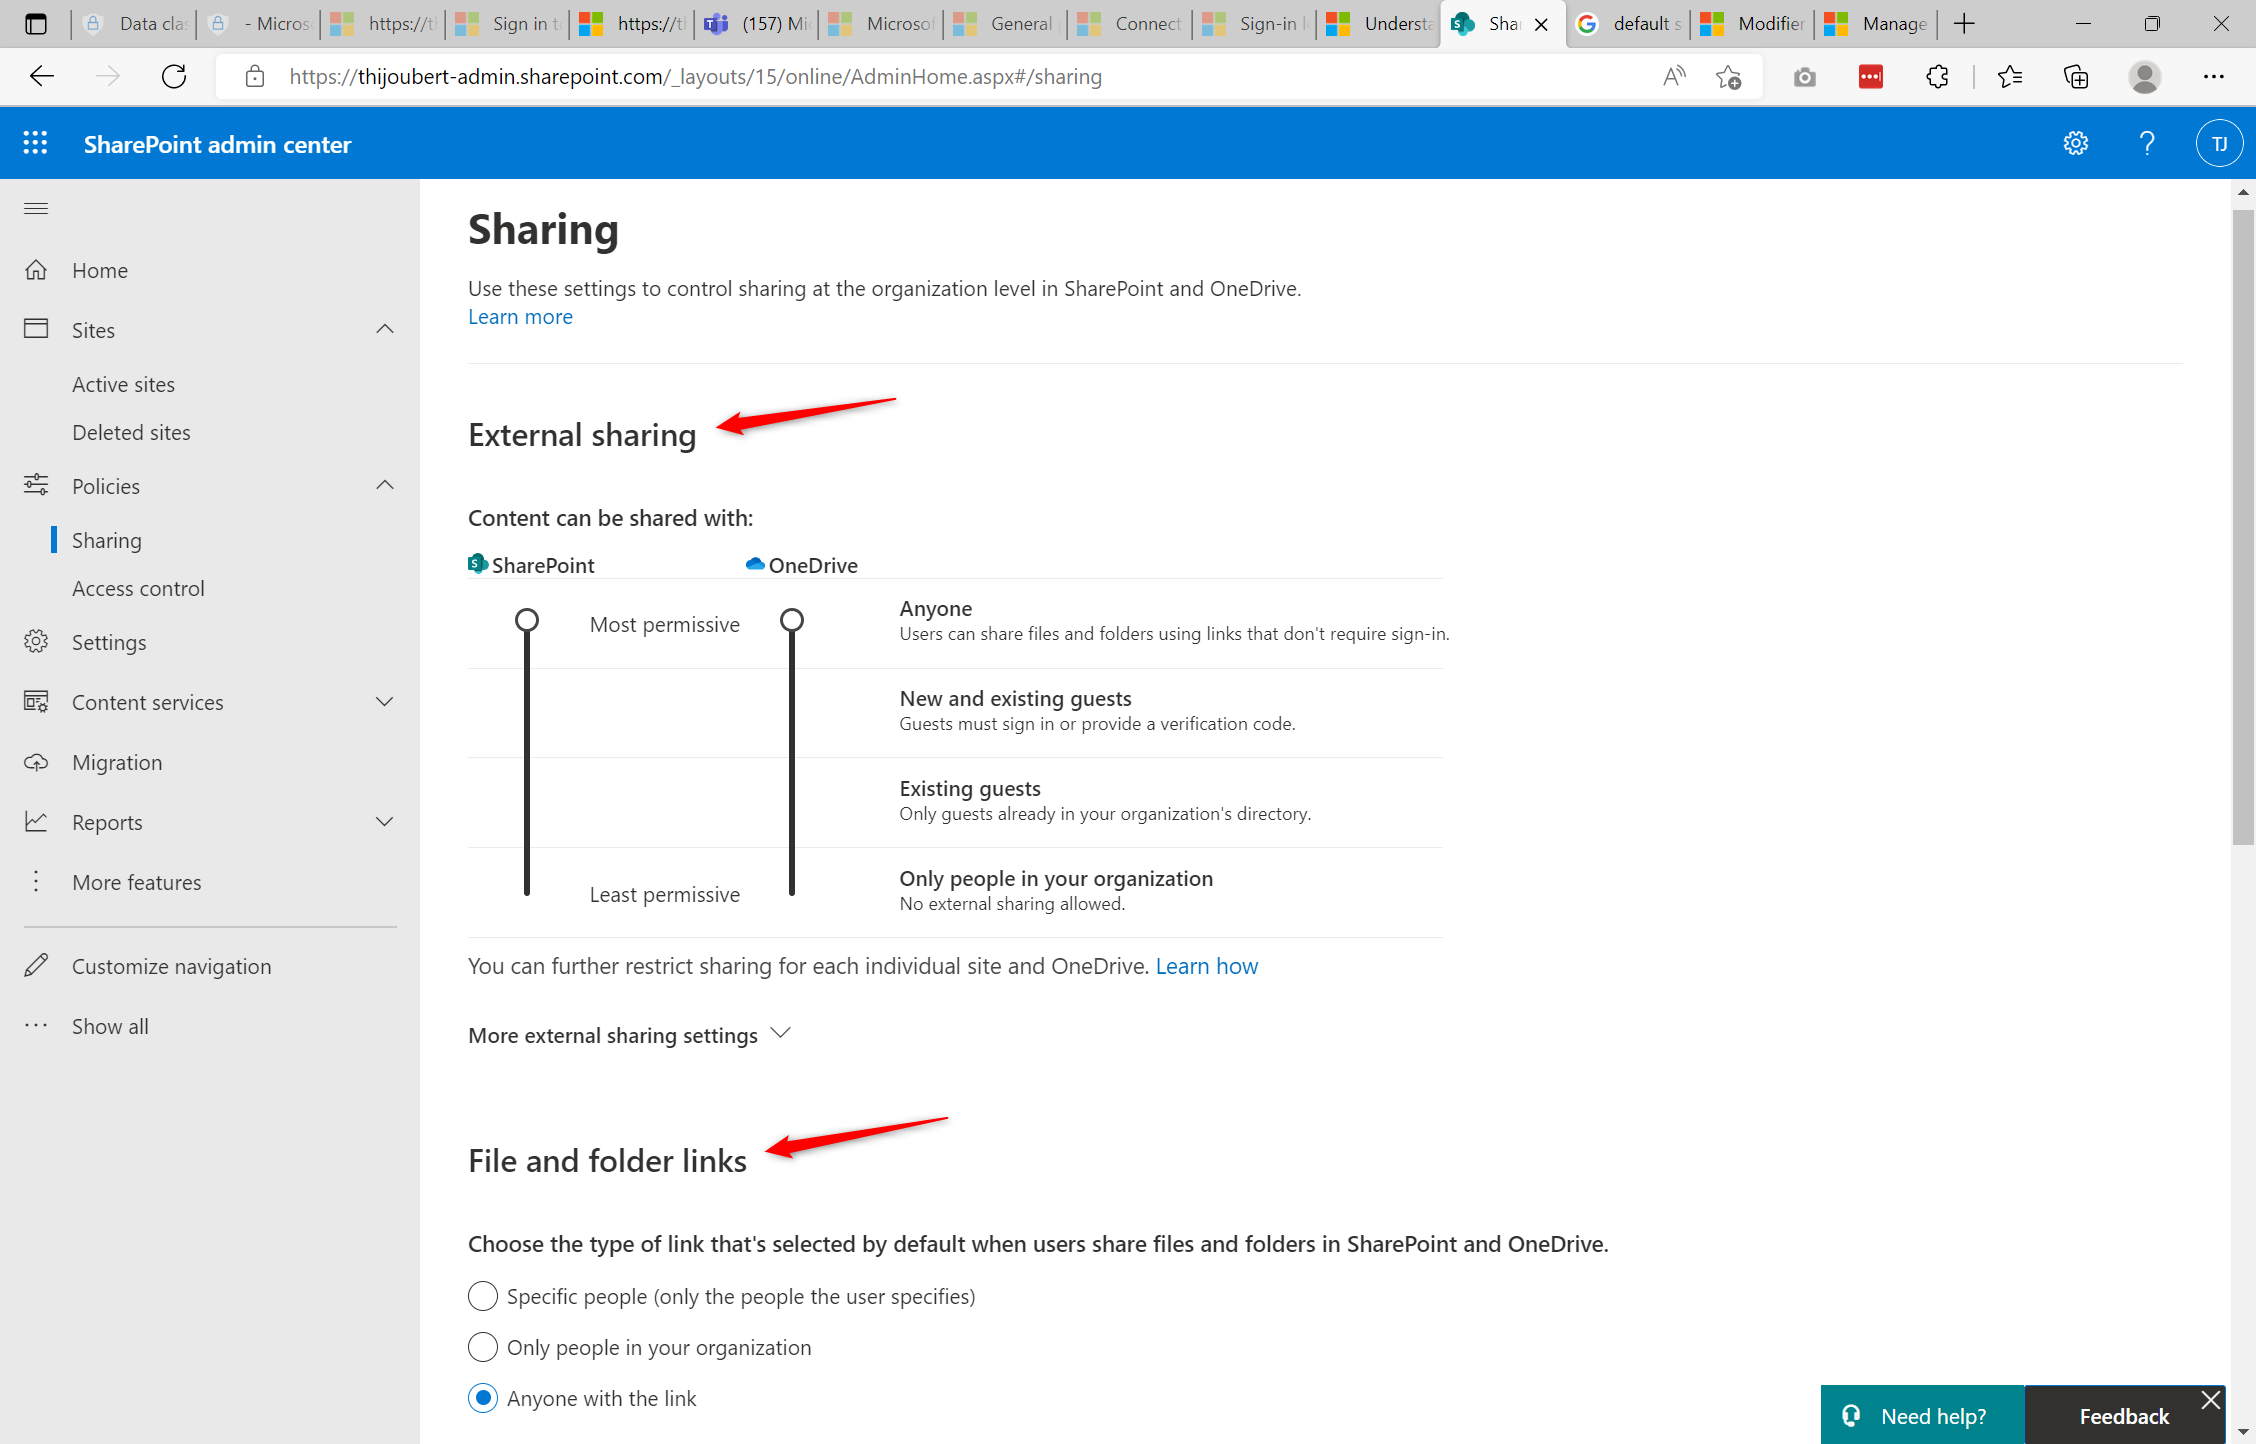 Data clas
- Micros
https://th
Sign in to
https://th
(157) Mic
Microsof
General
Connect
Sign-in lo
Understa
Shar
default s
Modifier
Manage
https://thijoubert-admin.sharepoint.com/_layouts/15/online/AdminHome.aspx#/sharing
SharePoint admin center
?
TJ
Home
Sites
Active sites
Deleted sites
Policies
Sharing
Access control
Settings
Content services
Migration
Reports
More features
Customize navigation
Show all
Sharing
Use these settings to control sharing at the organization level in SharePoint and OneDrive.
Learn more
External sharing
Content can be shared with:
SharePoint
OneDrive
Most permissive
Anyone
Users can share files and folders using links that don't require sign-in.
New and existing guests
Guests must sign in or provide a verification code.
Existing guests
Only guests already in your organization's directory.
Least permissive
Only people in your organization
No external sharing allowed.
You can further restrict sharing for each individual site and OneDrive. Learn how
More external sharing settings
File and folder links
Choose the type of link that's selected by default when users share files and folders in SharePoint and OneDrive.
Specific people (only the people the user specifies)
Only people in your organization
Anyone with the link
Need help?
Feedback